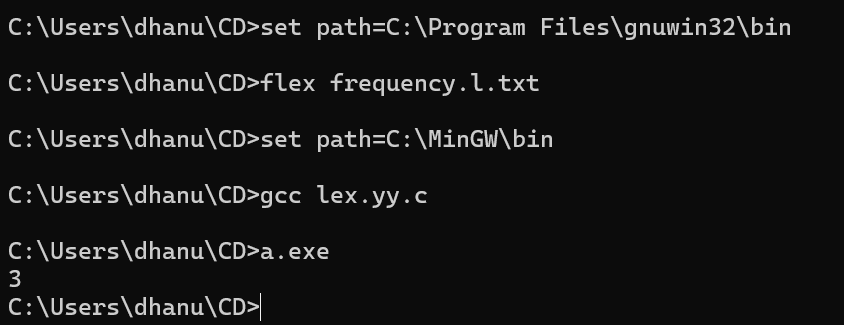 C:\Users\dhanu\CD>set path=C:\Program Files\gnuwin32\bin
C:\Users\dhanu\CD>flex frequency.l.txt
C:\Users\dhanu\CD>set path=C:\MinGW\bin
C:\Users\dhanu\CD>gcc lex.yy.c
C:\Users\dhanu\CD>a.exe
3
C:\Users\dhanu\CD>